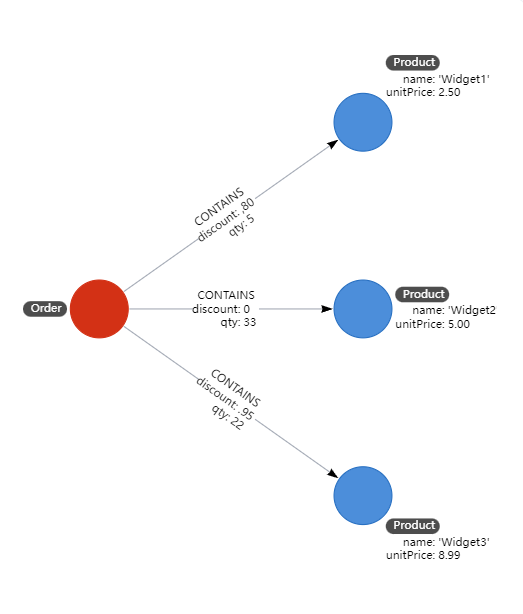 Product
name: 'Widget1'
unitPrice: 2.50
CONTAINS
discount: ,80
qty: 5
Order
CONTAINS
discount: 0
qty: 33
Product
name: 'Widget2
unitPrice: 5.00
CONTAINS
discount: .95
qty: 22
Product
name: 'Widget3'
unitPrice: 8.99